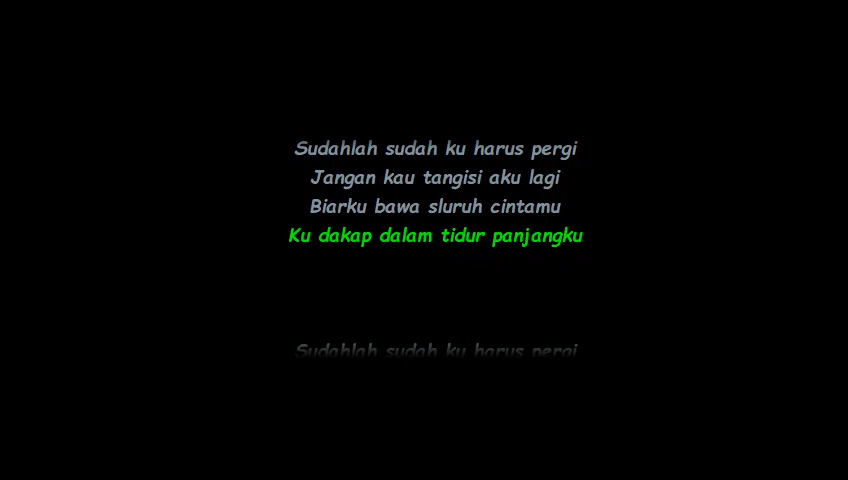 Sudahlah sudah ku harus pergi
Jangan kau tangisi aku lagi
Biarku bawa sluruh cintamu
Ku dakap dalam tidur panjangku
Sudahlah sudah ku harus pergi